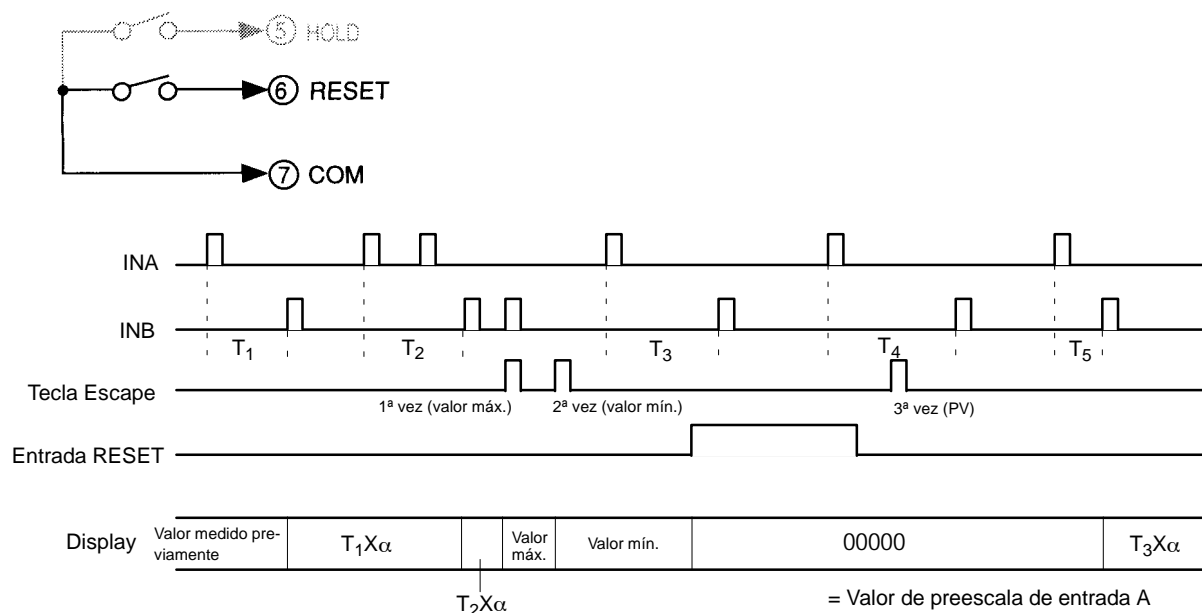 ⑤ HOLD
⑥ RESET
⑦ COM
INA
INB
T₁ T₂ T₃ T₄ T₅
Tecla Escape
1ª vez (valor máx.) 2ª vez (valor mín.) 3ª vez (PV)
Entrada RESET
Display
Valor medido pre-
viamente
T₁Xα
Valor
máx.
Valor mín.
00000
T₃Xα
T₂Xα
= Valor de preescala de entrada A